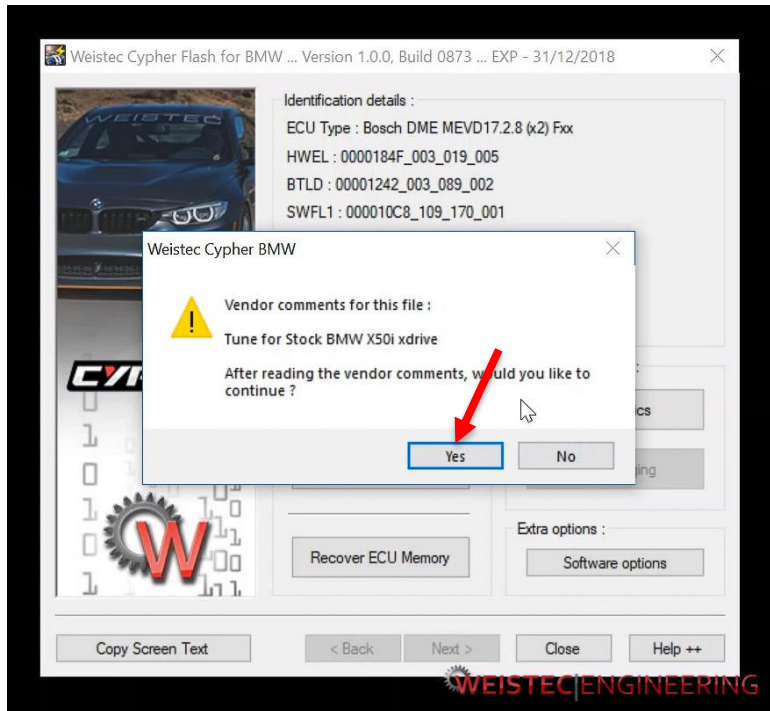 Weistec Cypher Flash for BMW ... Version 1.0.0, Build 0873 ... EXP - 31/12/2018
WEISTEC
Identification details :
ECU Type : Bosch DME MEVD17.2.8 (x2) Fxx
HWEL : 0000184F_003_019_005
BTLD : 00001242_003_089_002
SWFL1 : 000010C8_109_170_001
Weistec Cypher BMW
Vendor comments for this file :
Tune for Stock BMW X50i xdrive
After reading the vendor comments, would you like to
continue ?
Yes
No
Recover ECU Memory
Extra options :
Software options
Copy Screen Text
< Back
Next >
Close
Help ++
WEISTEC|ENGINEERING